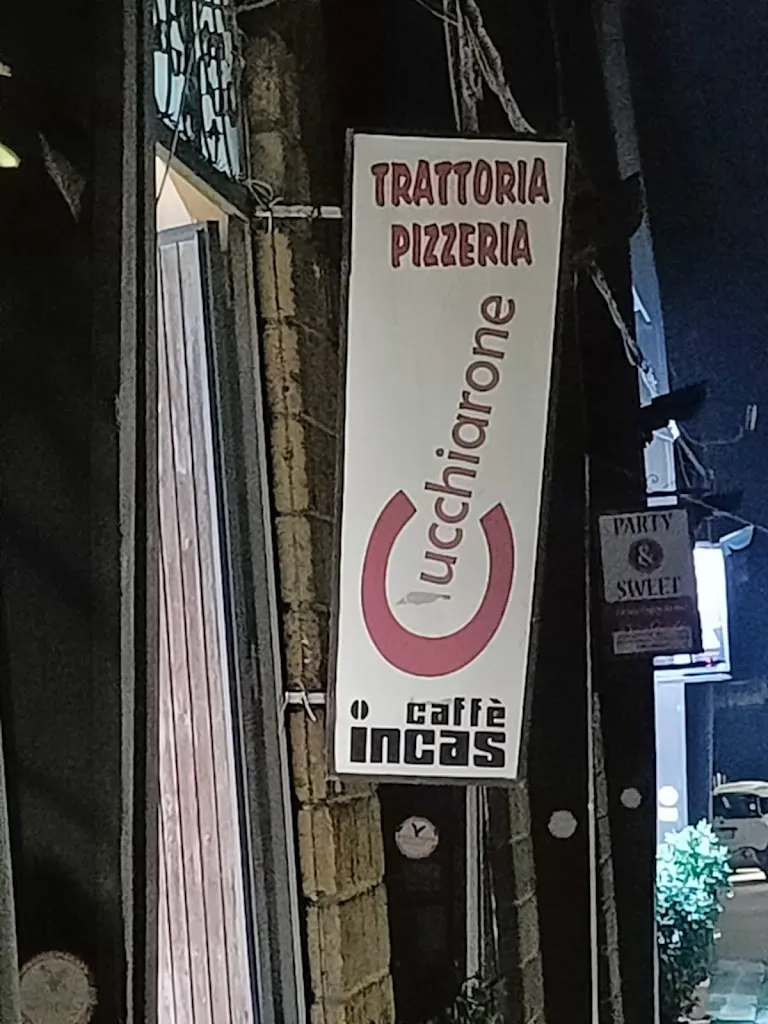 TRATTORIA
PIZZERIA
Cucchiarone
caffè
incas
PARTY
&
SWEET